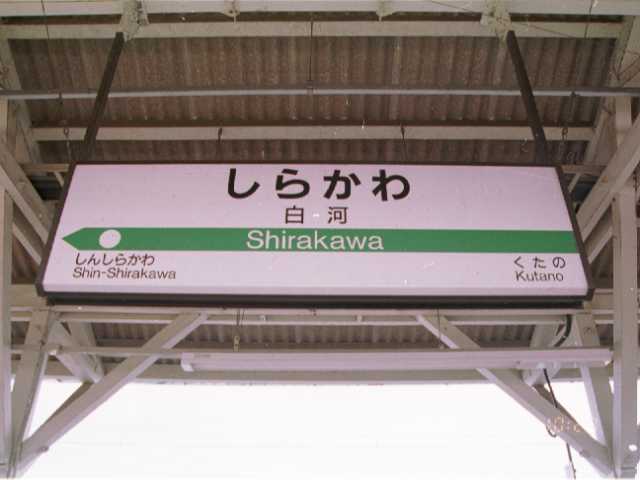 しらかわ
白河
Shirakawa
しんしらかわ
Shin-Shirakawa
くたの
Kutano